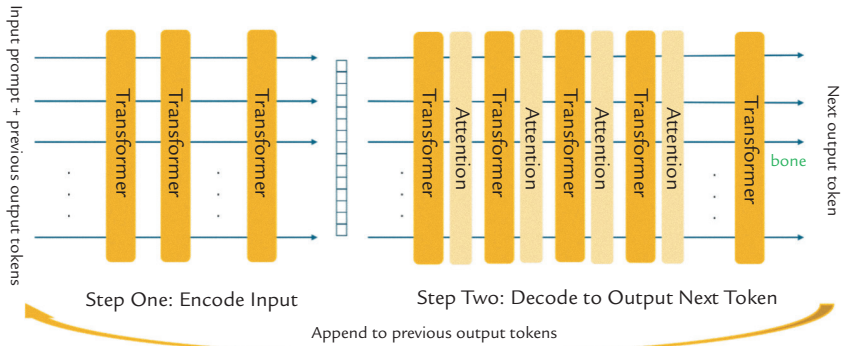 Input prompt + previous output tokens
Transformer
Transformer
Transformer
Transformer
Attention
Transformer
Attention
Transformer
Attention
Transformer
Attention
Transformer
bone
Next output token
Step One: Encode Input
Step Two: Decode to Output Next Token
Append to previous output tokens